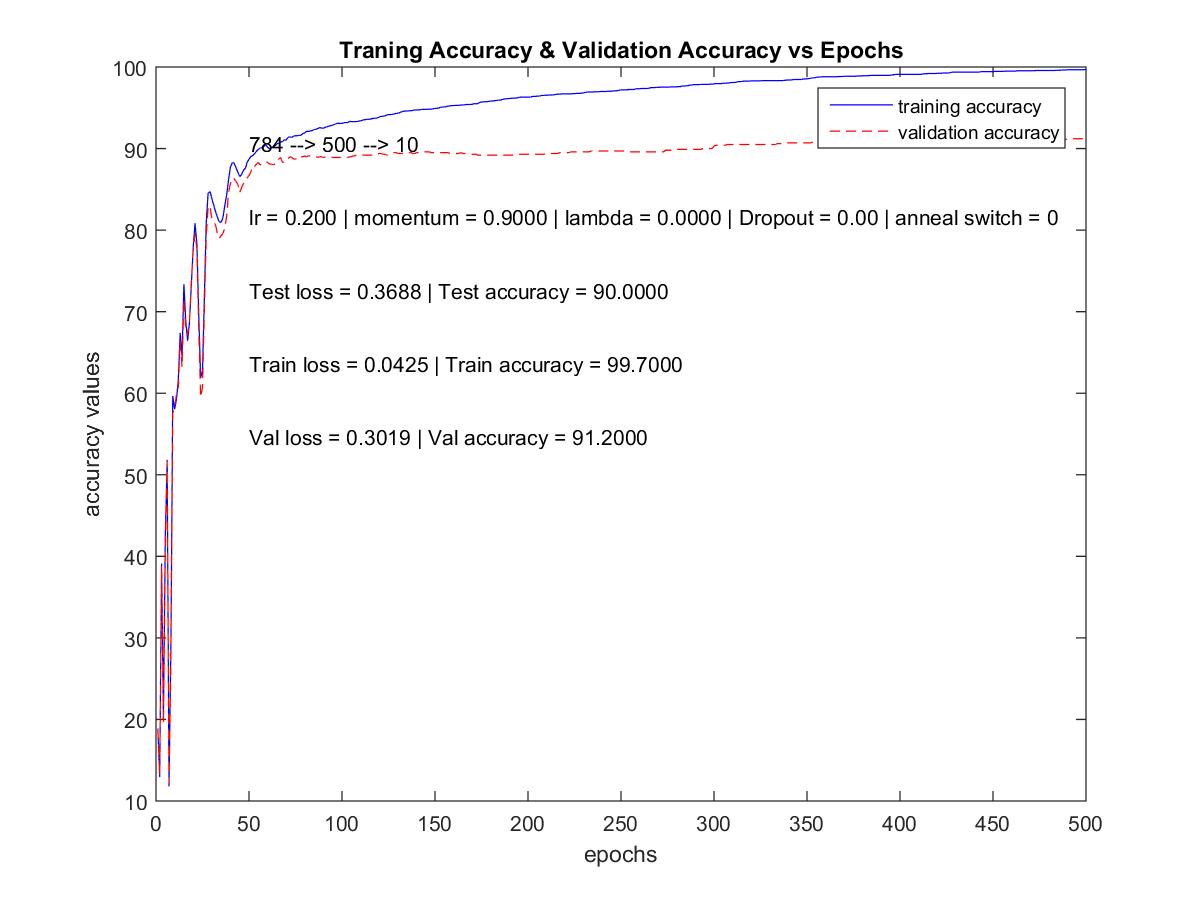 Traning Accuracy & Validation Accuracy vs Epochs
100
90
80
70
60
50
40
30
20
10
accuracy values
training accuracy
validation accuracy
784 --> 500 --> 10
lr = 0.200 | momentum = 0.9000 | lambda = 0.0000 | Dropout = 0.00 | anneal switch = 0
Test loss = 0.3688 | Test accuracy = 90.0000
Train loss = 0.0425 | Train accuracy = 99.7000
Val loss = 0.3019 | Val accuracy = 91.2000
0 50 100 150 200 250 300 350 400 450 500
epochs